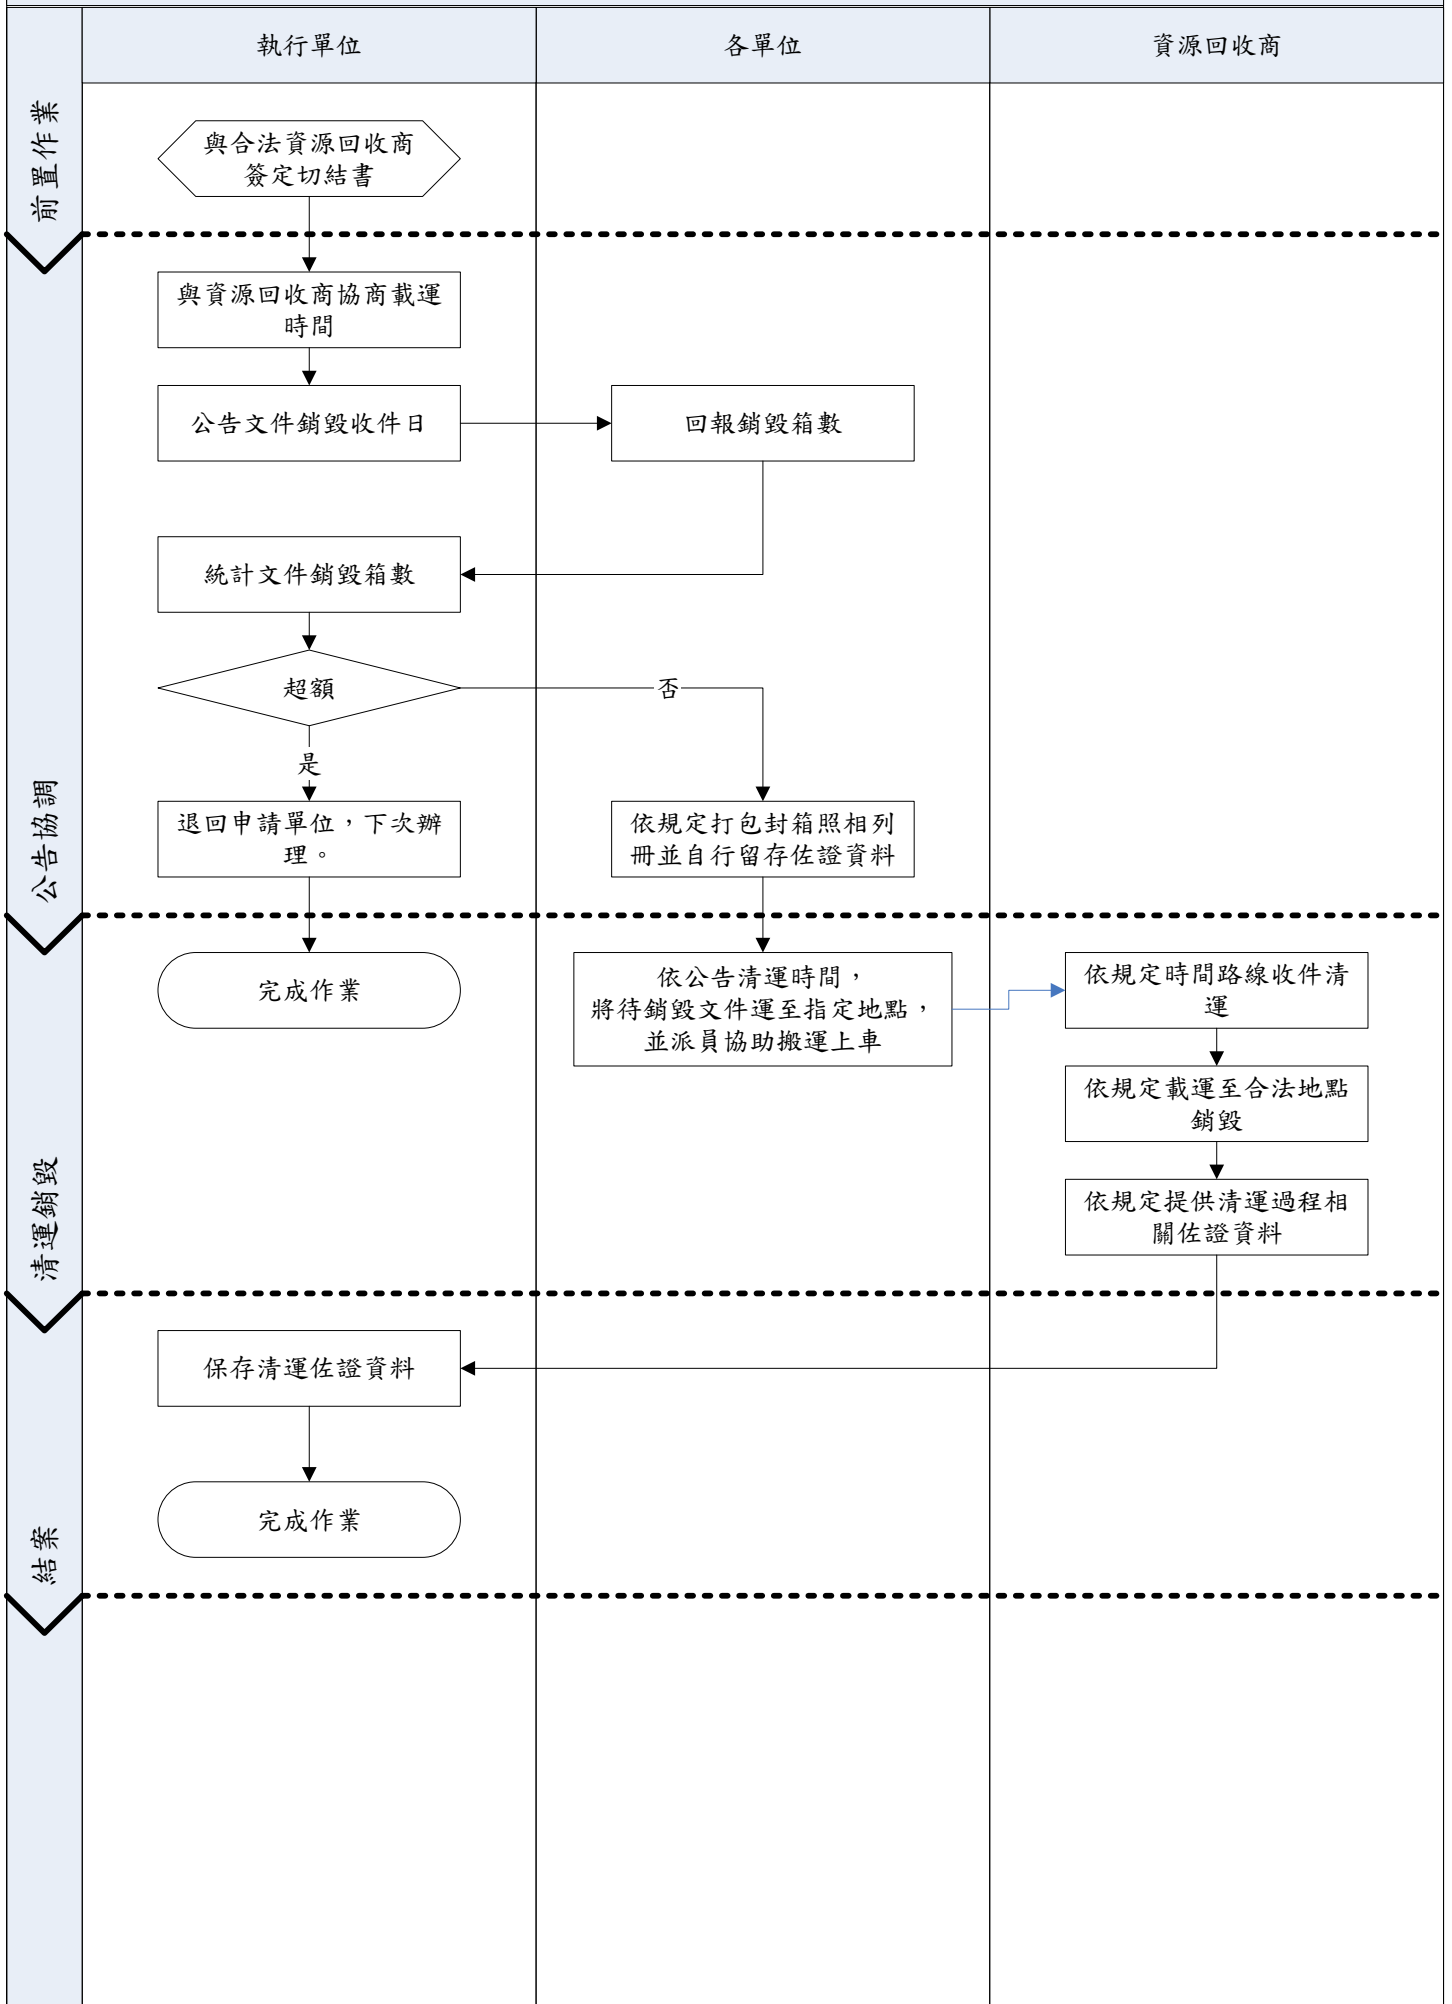 執行單位
各單位
資源回收商
前置作業
與合法資源回收商
簽定切結書
與資源回收商協商載運
時間
公告文件銷毀收件日
回報銷毀箱數
統計文件銷毀箱數
超額
否
是
公告協調
退回申請單位，下次辦
理。
依規定打包封箱照相列
冊並自行留存佐證資料
完成作業
依公告清運時間，
將待銷毀文件運至指定地點，
並派員協助搬運上車
依規定時間路線收件清
運
依規定載運至合法地點
銷毀
清運銷毀
依規定提供清運過程相
關佐證資料
保存清運佐證資料
完成作業
結案